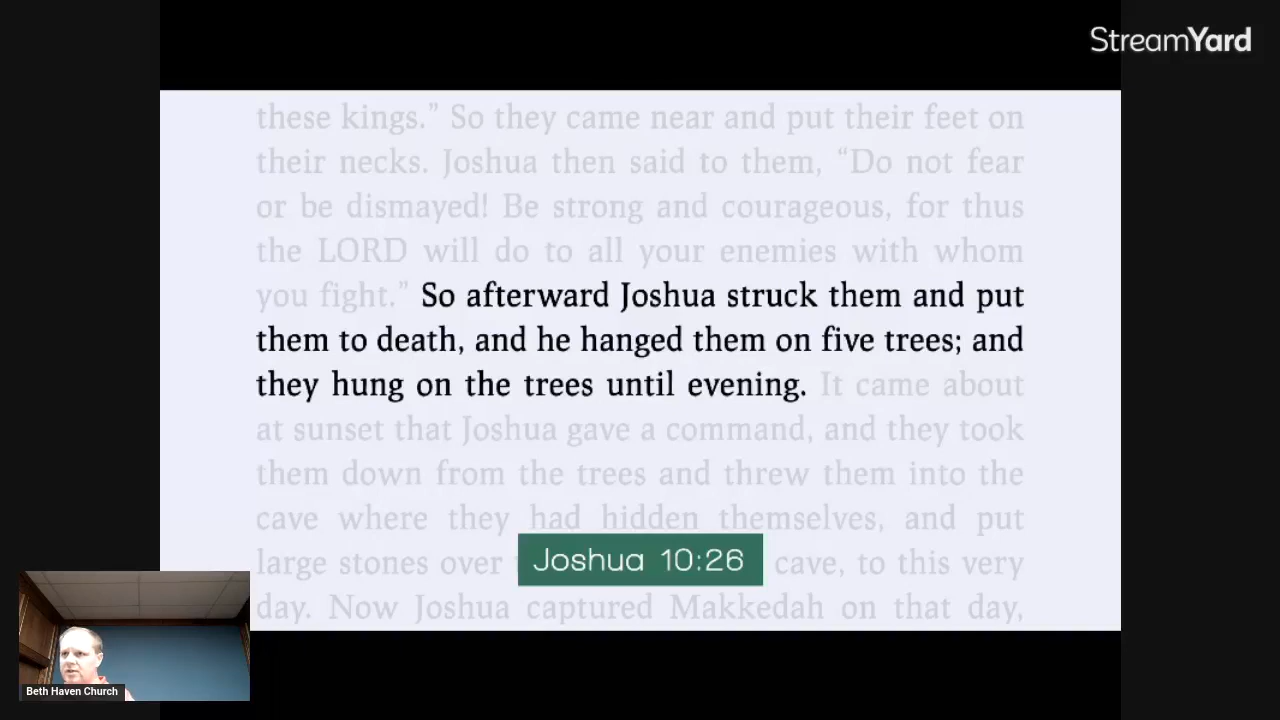 StreamYard
these kings.” So they came near and put their feet on
their necks. Joshua then said to them, “Do not fear
or be dismayed! Be strong and courageous, for thus
the LORD will do to all your enemies with whom
you fight.” So afterward Joshua struck them and put
them to death, and he hanged them on five trees; and
they hung on the trees until evening. It came about
at sunset that Joshua gave a command, and they took
them down from the trees and threw them into the
cave where they had hidden themselves, and put
large stones over cave, to this very
Joshua 10:26
day. Now Joshua captured Makkedah on that day,
Beth Haven Church